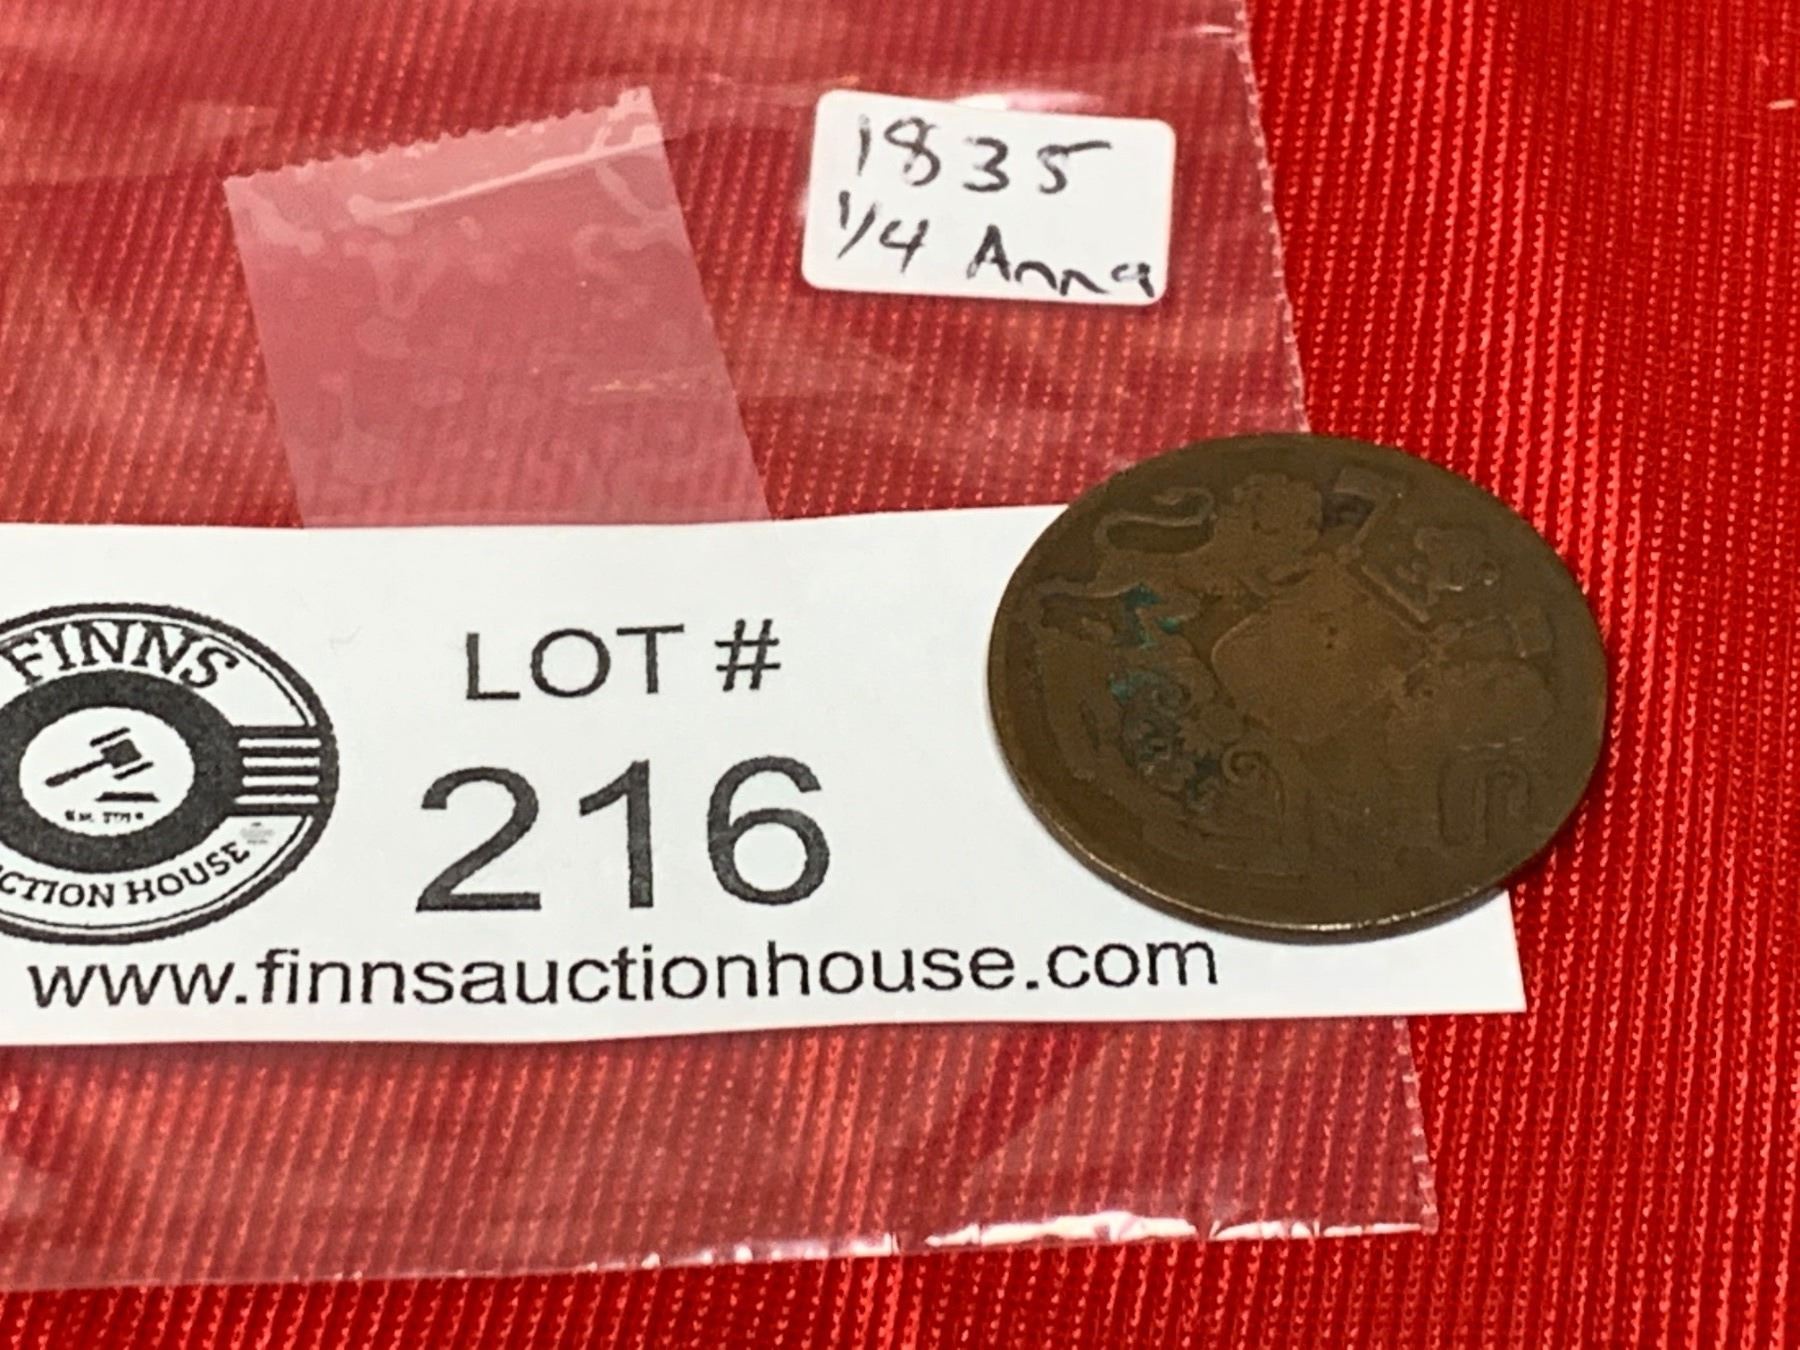 1835
1/4 Anna
FINNS
LOT #
216
CTION HOUSE
www.finnsauctionhouse.com